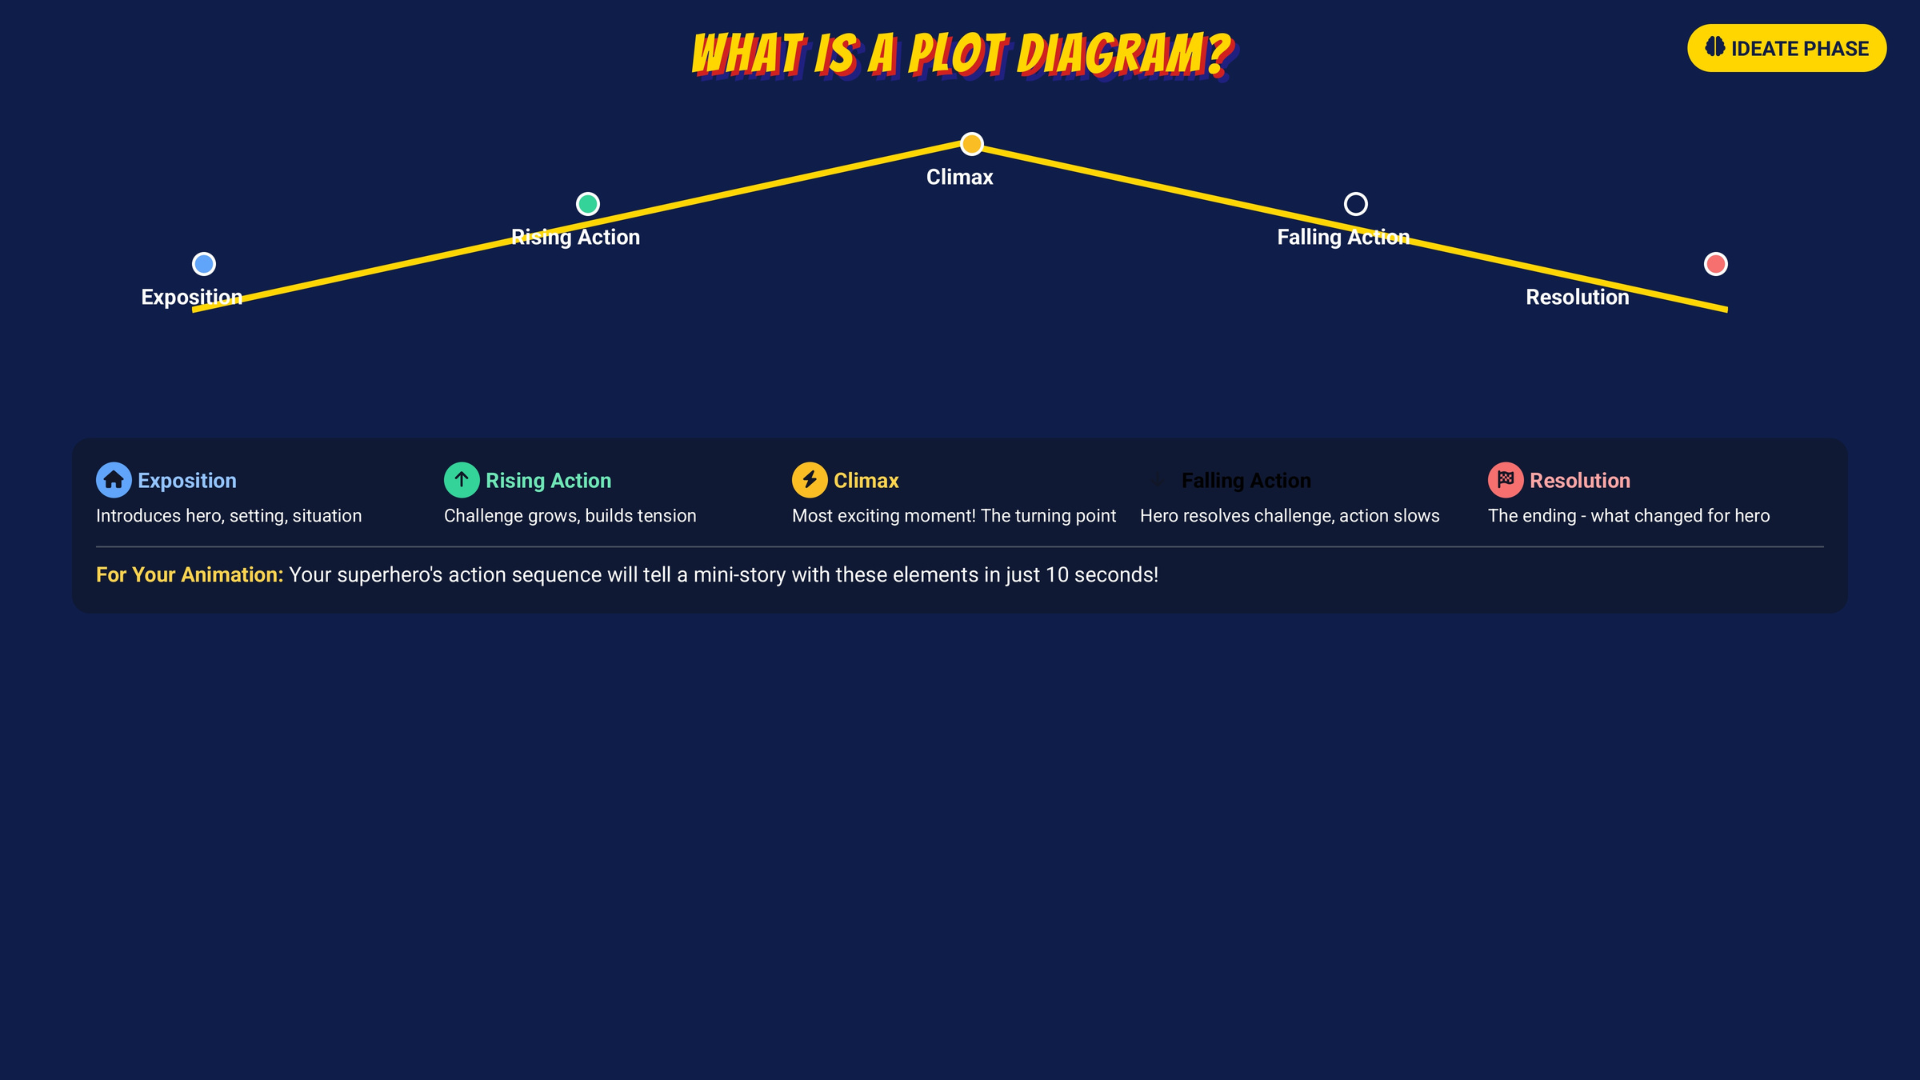 WHAT IS A PLOT DIAGRAM?
IDEATE PHASE
Climax
Rising Action
Falling Action
Exposition
Resolution
Exposition
Introduces hero, setting, situation
Rising Action
Challenge grows, builds tension
Climax
Most exciting moment! The turning point
Falling Action
Hero resolves challenge, action slows
Resolution
The ending - what changed for hero
For Your Animation: Your superhero's action sequence will tell a mini-story with these elements in just 10 seconds!